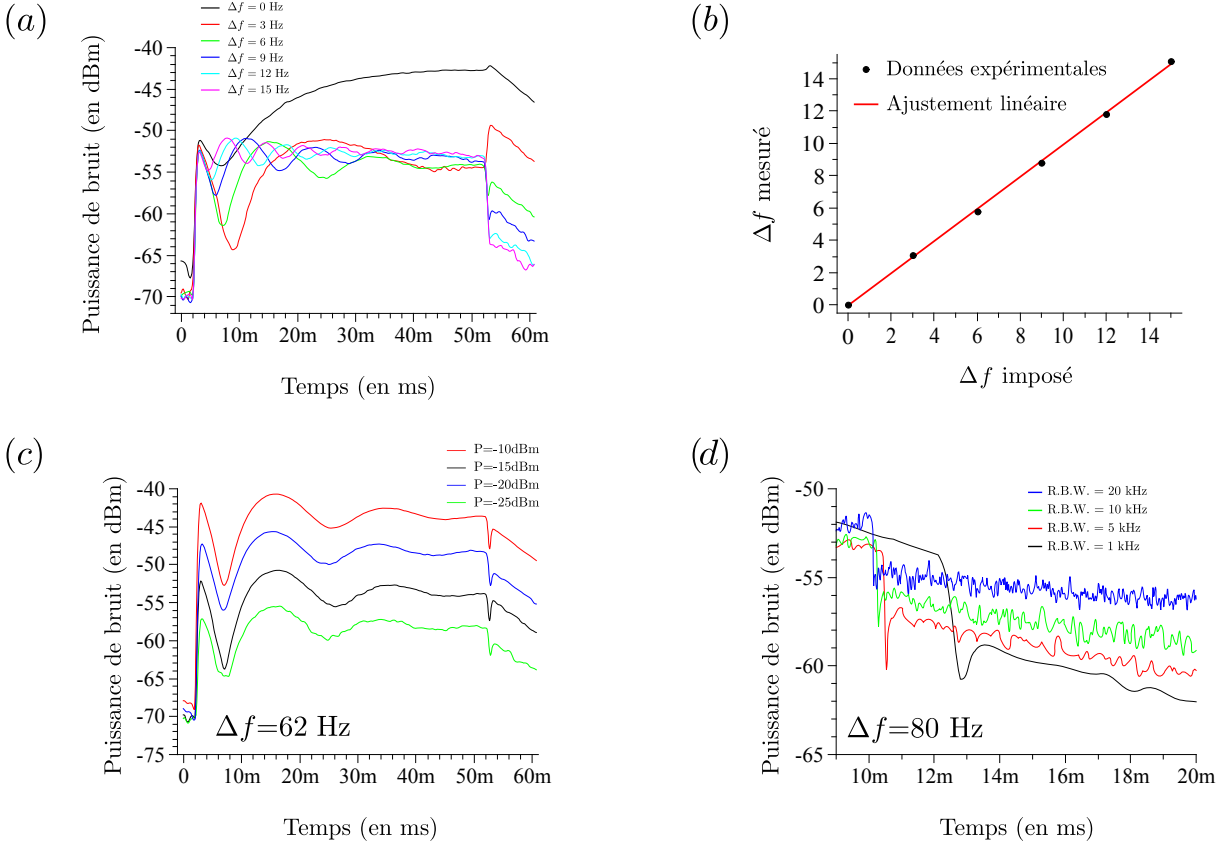 (a)
Δf = 0 Hz
Δf = 3 Hz
Δf = 6 Hz
Δf = 9 Hz
Δf = 12 Hz
Δf = 15 Hz
Puissance de bruit (en dBm)
-40
-45
-50
-55
-60
-65
-70
0 10m 20m 30m 40m 50m 60m
Temps (en ms)
(b)
Données expérimentales
Ajustement linéaire
Δf mesuré
14
12
10
8
6
4
2
0
0 2 4 6 8 10 12 14
Δf imposé
(c)
P=-10dBm
P=-15dBm
P=-20dBm
P=-25dBm
Puissance de bruit (en dBm)
-40
-45
-50
-55
-60
-65
-70
-75
Δf=62 Hz
0 10m 20m 30m 40m 50m 60m
Temps (en ms)
(d)
R.B.W. = 20 kHz
R.B.W. = 10 kHz
R.B.W. = 5 kHz
R.B.W. = 1 kHz
Puissance de bruit (en dBm)
-50
-55
-60
-65
Δf=80 Hz
10m 12m 14m 16m 18m 20m
Temps (en ms)